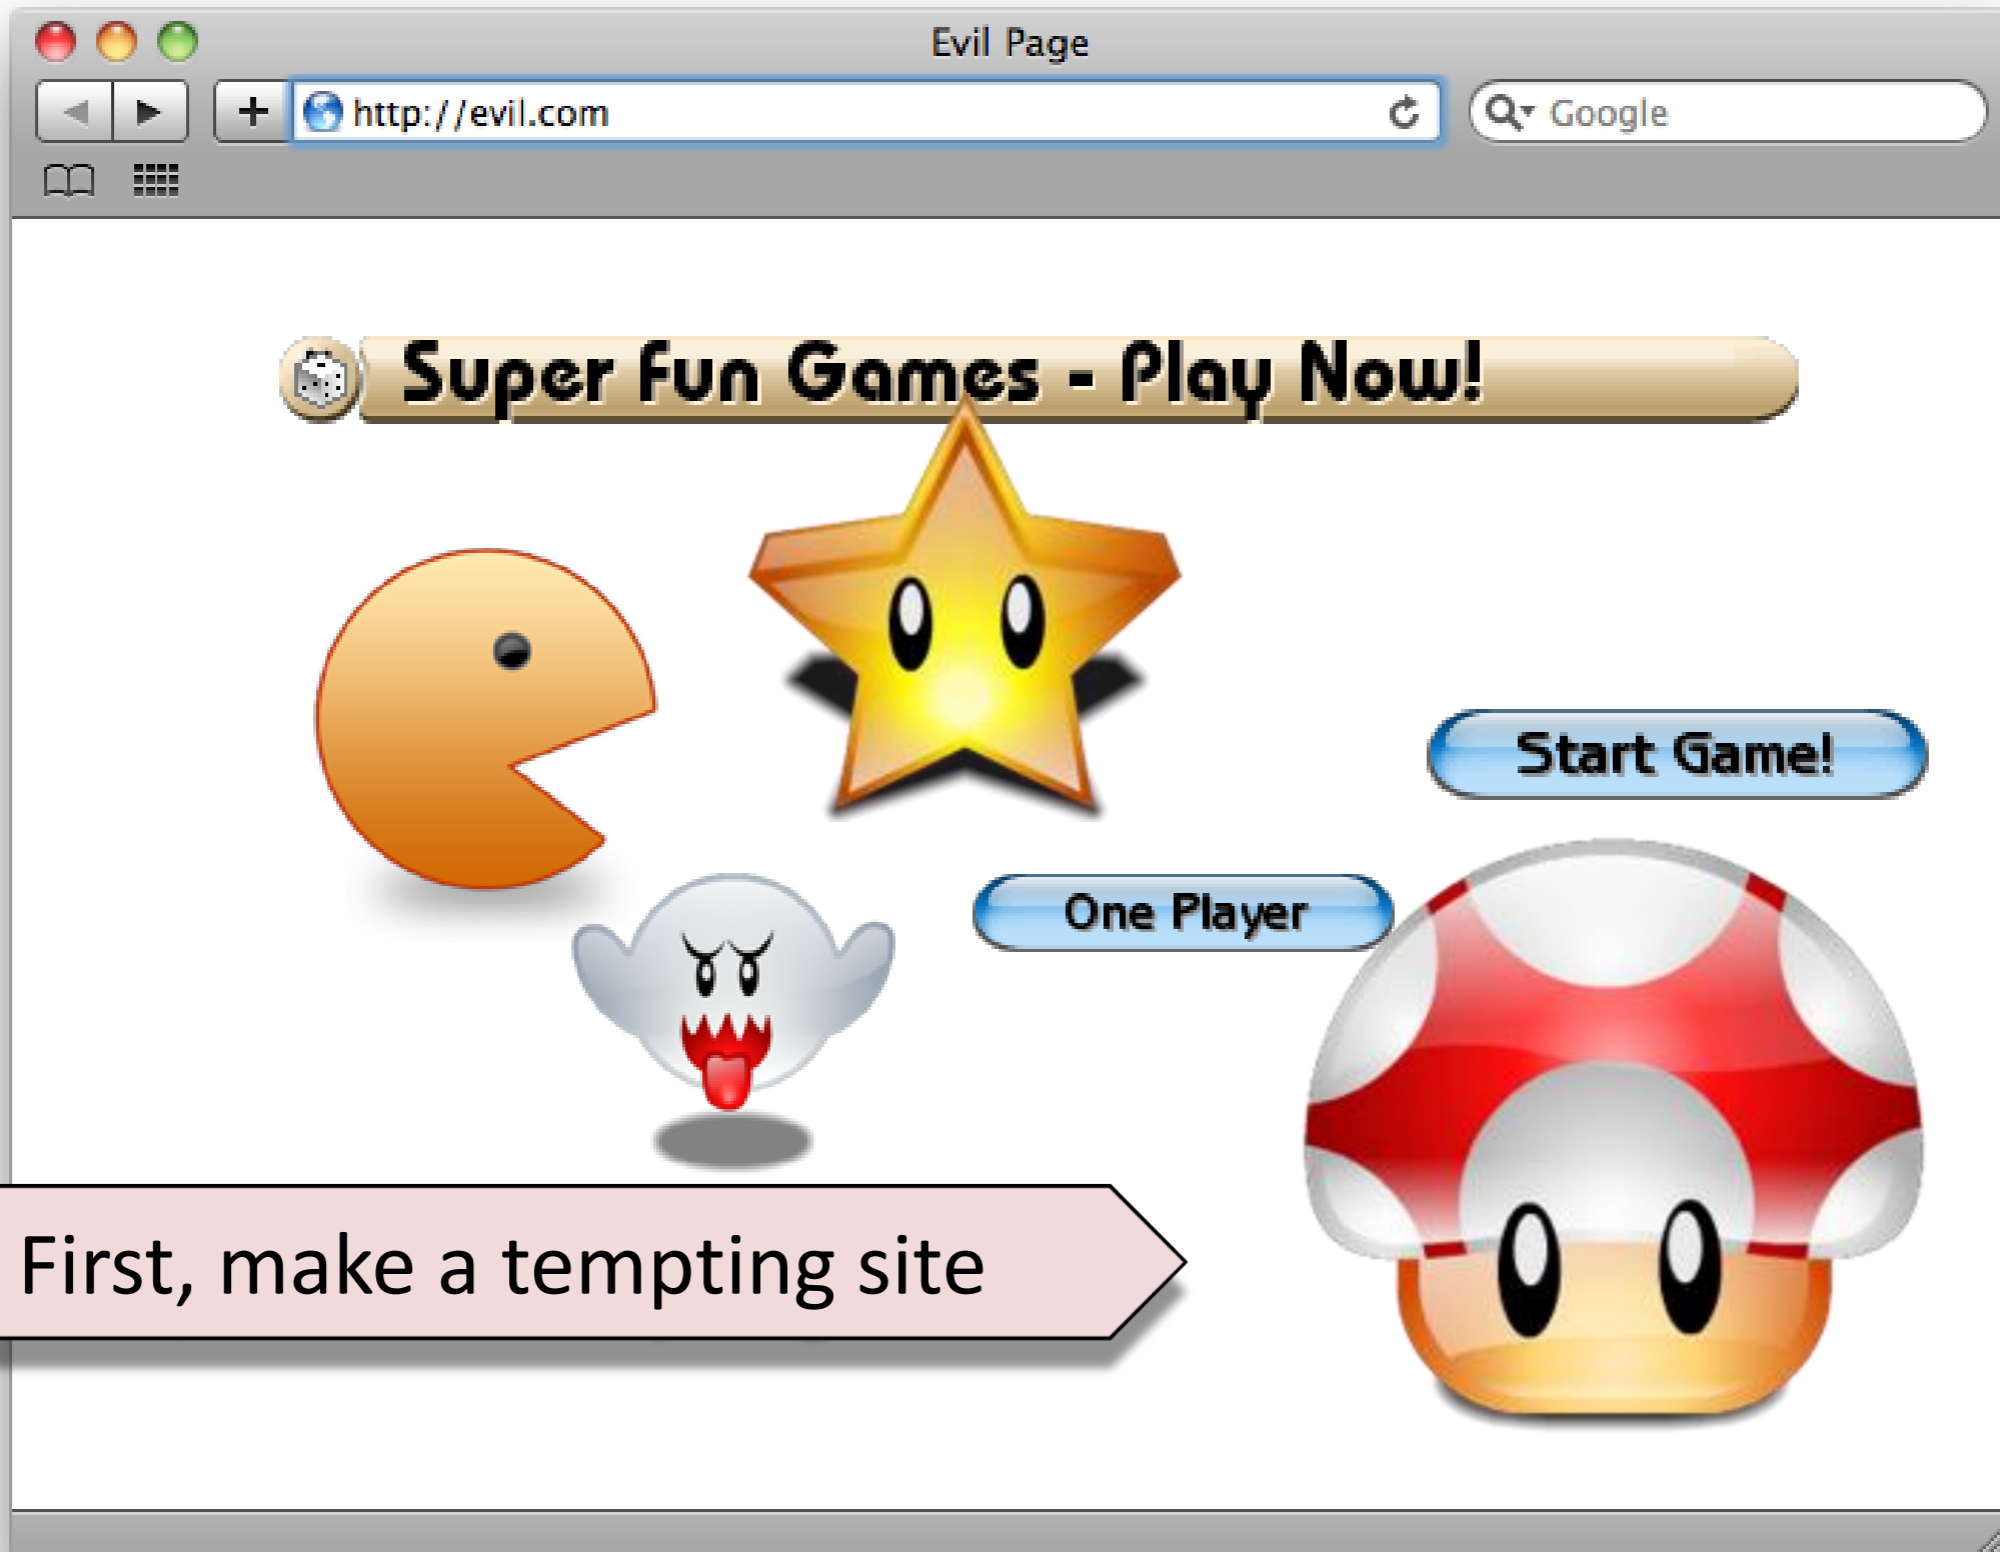 Evil Page
http://evil.com
Google
Super Fun Games - Play Now!
Start Game!
One Player
First, make a tempting site